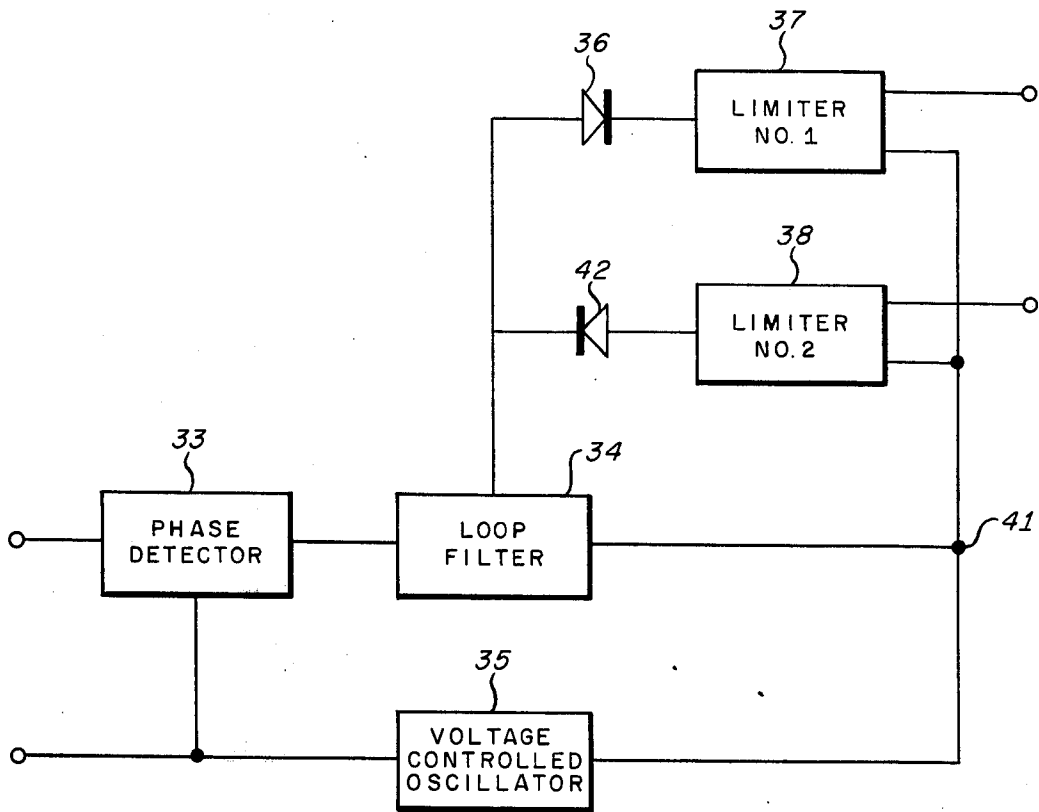 36
37
LIMITER
NO. 1
42
38
LIMITER
NO. 2
33
PHASE
DETECTOR
34
LOOP
FILTER
41
35
VOLTAGE
CONTROLLED
OSCILLATOR